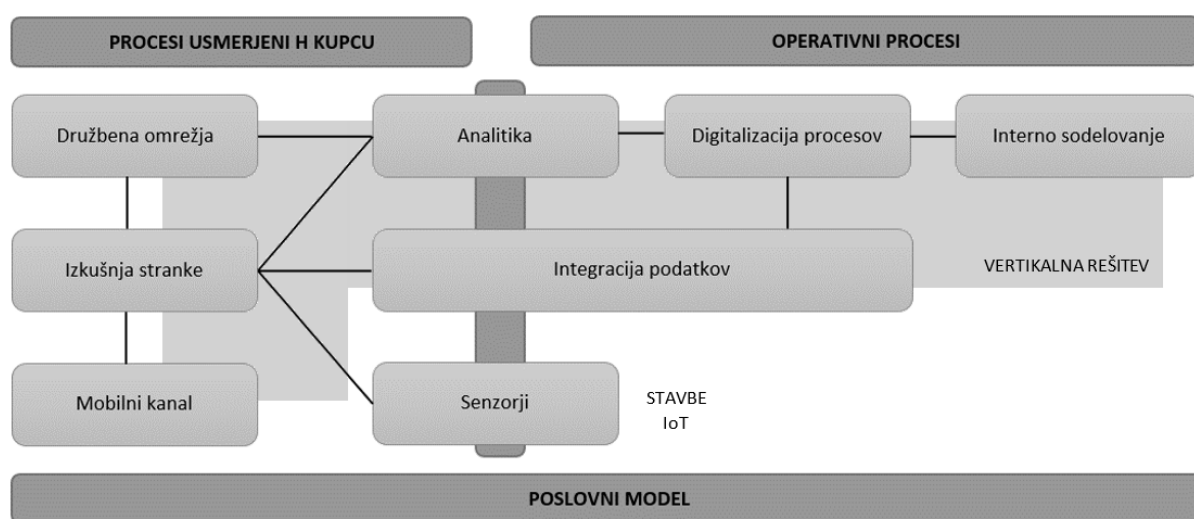 PROCESI USMERJENI H KUPCU
OPERATIVNI PROCESI
Družbena omrežja
Analitika
Digitalizacija procesov
Interno sodelovanje
Izkušnja stranke
Integracija podatkov
VERTIKALNA REŠITEV
Mobilni kanal
Senzorji
STAVBE
IoT
POSLOVNI MODEL